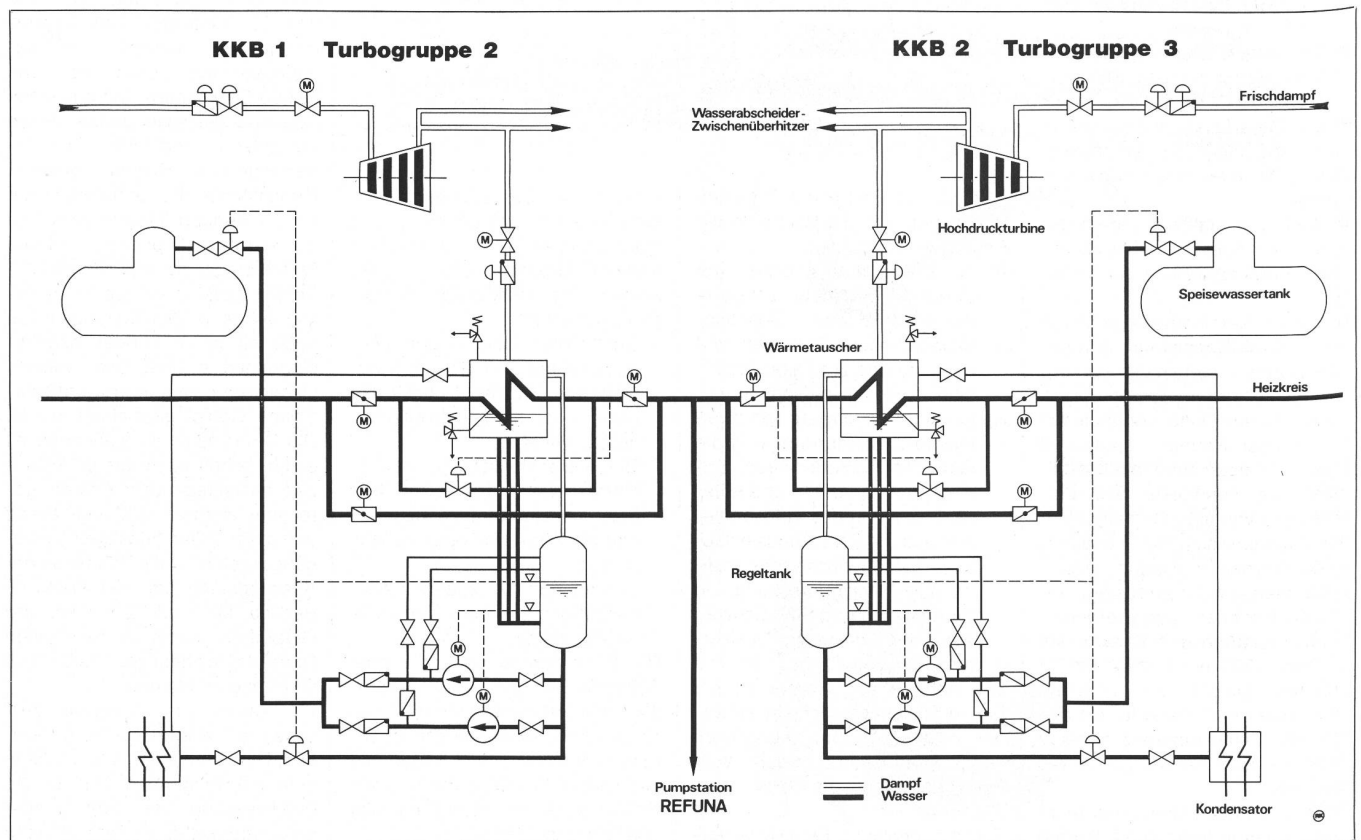 KKB 1 Turbogruppe 2
KKB 2 Turbogruppe 3
M
M
Frischdampf
Wasserabscheider-
Zwischenüberhitzer
Hochdruckturbine
M
M
Speisewassertank
Wärmetauscher
M
M
Heizkreis
M
M
M
M
Regeltank
M
M
M
M
Pumpstation
REFUNA
Dampf
Wasser
Kondensator